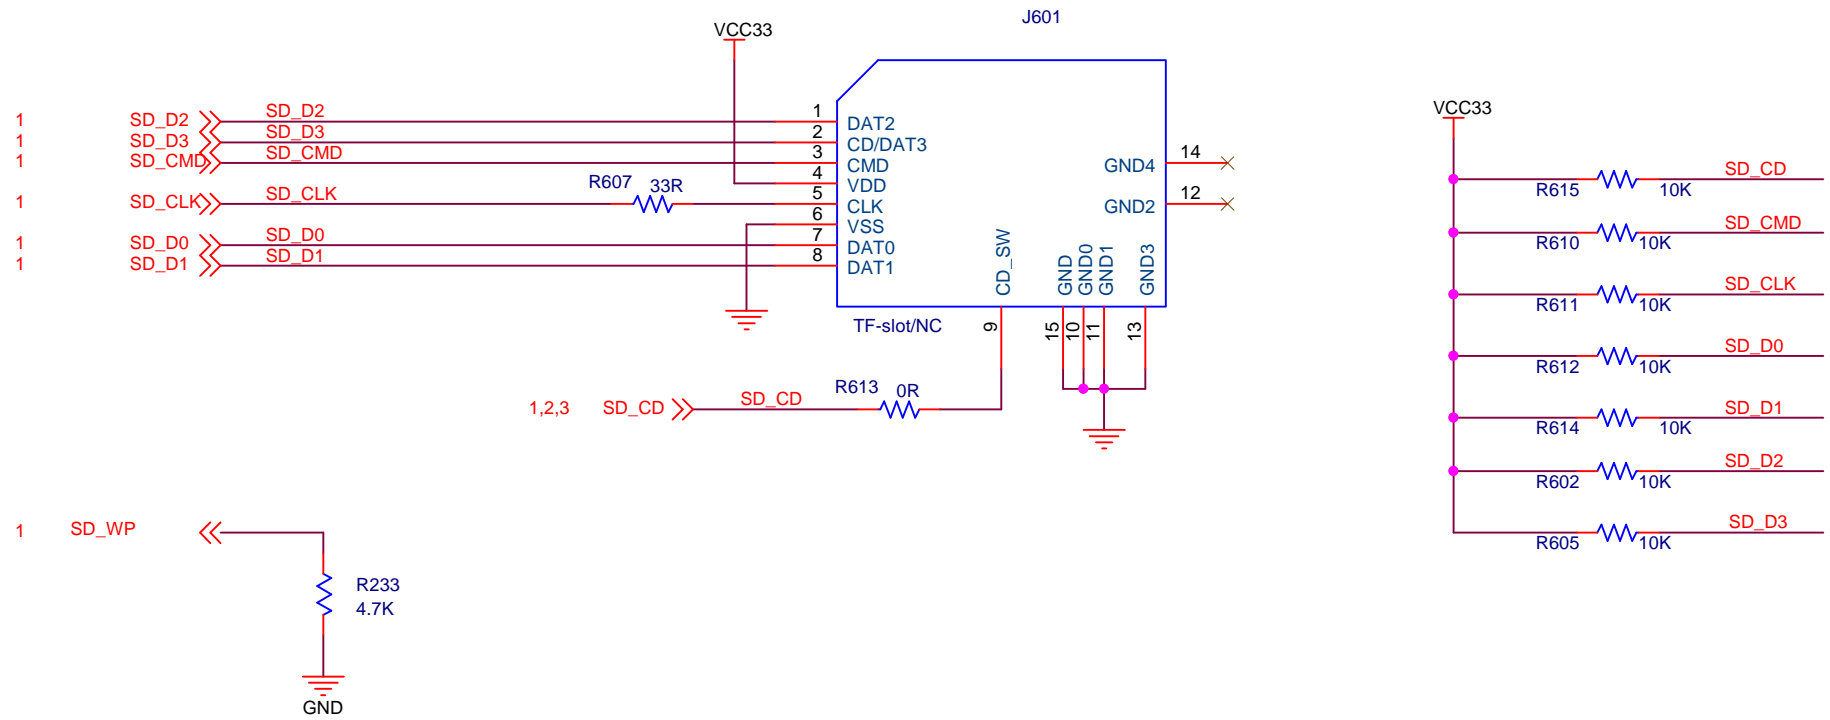 J601
VCC33
1 SD_D2 SD_D2 1 DAT2
1 SD_D3 SD_D3 2 CD/DAT3
1 SD_CMD SD_CMD 3 CMD
4 VDD
1 SD_CLK SD_CLK R607 33R 5 CLK
6 VSS
1 SD_D0 SD_D0 7 DAT0
1 SD_D1 SD_D1 8 DAT1
GND4 14
GND2 12
CD_SW GND GND0 GND1 GND3
9 15 10 11 13
TF-slot/NC
1,2,3 SD_CD SD_CD R613 0R
1 SD_WP
R233
4.7K
GND
VCC33
R615 10K SD_CD
R610 10K SD_CMD
R611 10K SD_CLK
R612 10K SD_D0
R614 10K SD_D1
R602 10K SD_D2
R605 10K SD_D3